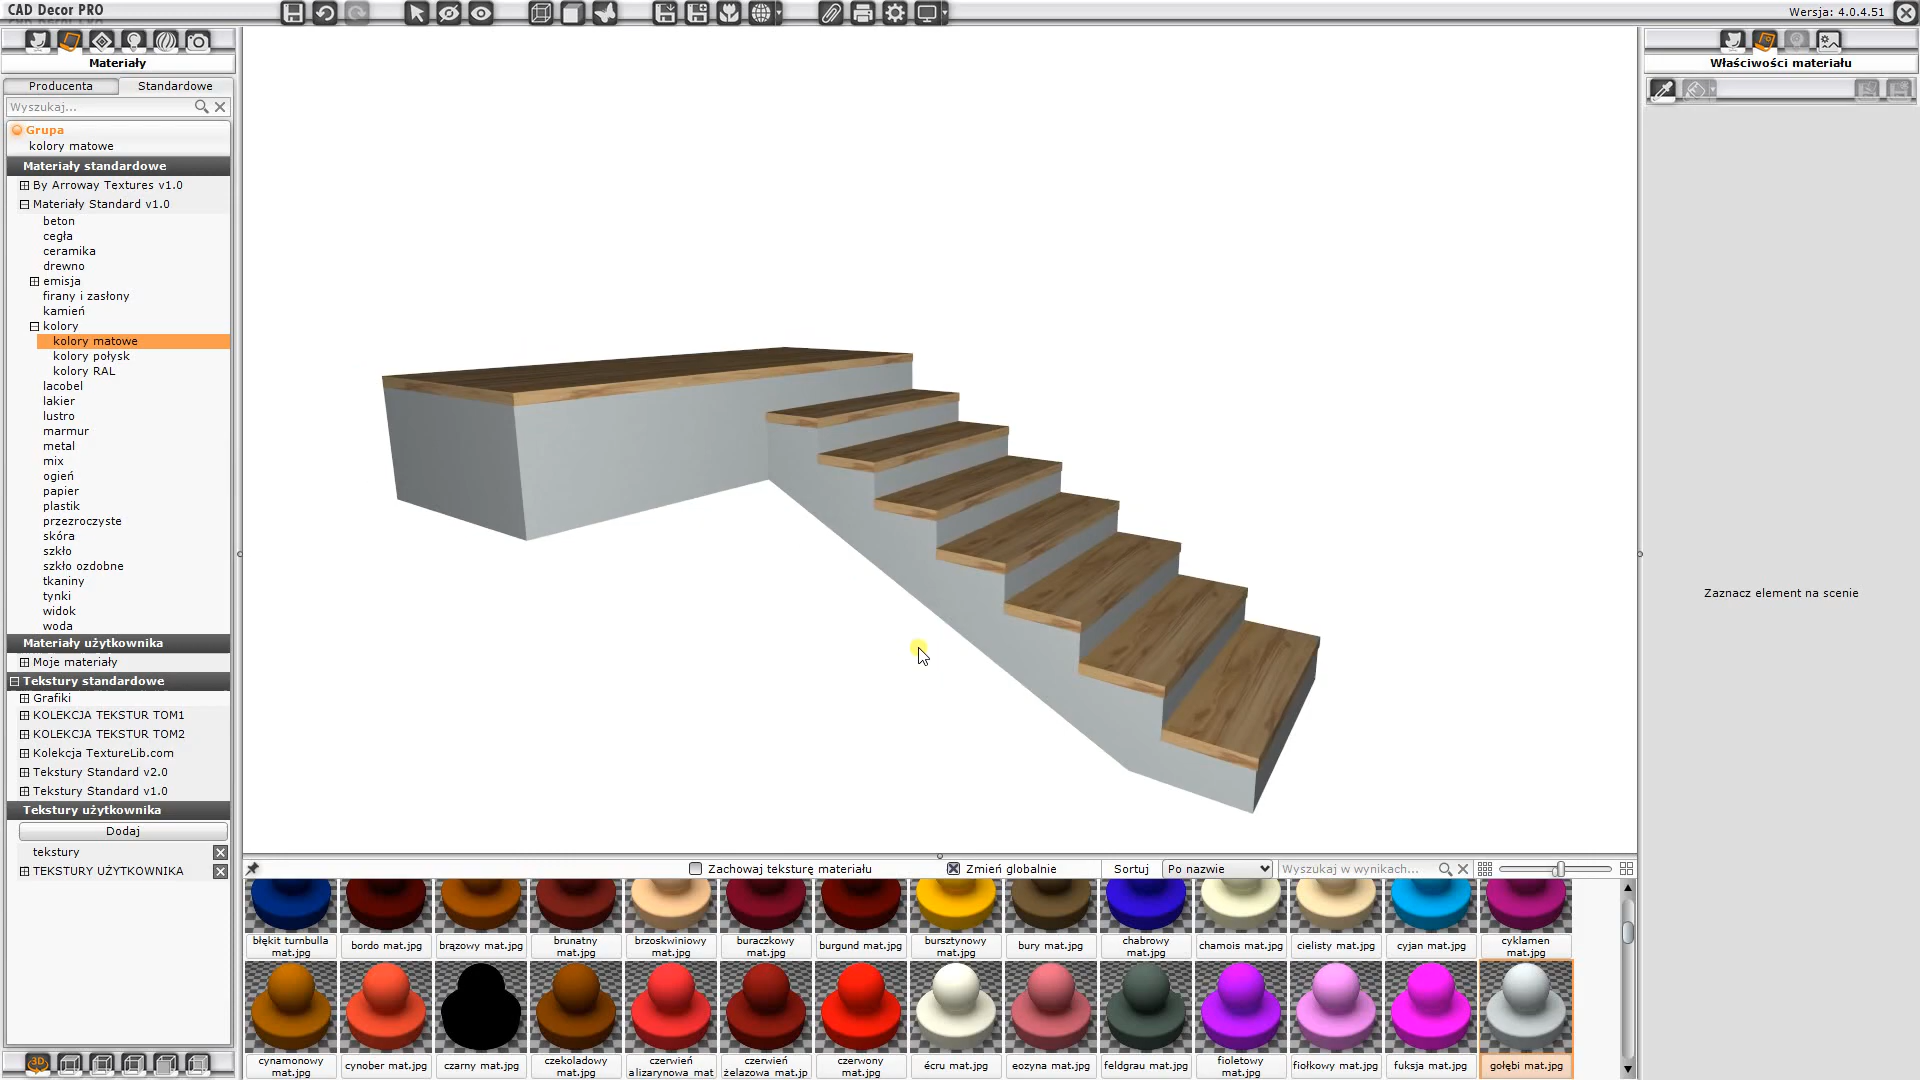 CAD Decor PRO
Wersja: 4.0.4.51
Materiały
Producenta
Standardowe
Wyszukaj...
Grupa
kolory matowe
Materiały standardowe
By Arroway Textures v1.0
Materiały Standard v1.0
beton
cegła
ceramika
drewno
emisja
firany i zasłony
kamień
kolory
kolory matowe
kolory połysk
kolory RAL
lacobel
lakier
lustro
marmur
metal
mix
ogień
papier
plastik
przezroczyste
skóra
szkło
szkło ozdobne
tkaniny
tynki
widok
woda
Materiały użytkownika
Moje materiały
Tekstury standardowe
Grafiki
KOLEKCJA TEKSTUR TOM1
KOLEKCJA TEKSTUR TOM2
Kolekcja TextureLib.com
Tekstury Standard v2.0
Tekstury Standard v1.0
Tekstury użytkownika
Dodaj
tekstury
TEKSTURY UŻYTKOWNIKA
3D
Właściwości materiału
Zaznacz element na scenie
Zachowaj teksturę materiału
Zmień globalnie
Sortuj
Po nazwie
Wyszukaj w wynikach...
błękit turnbulla
mat.jpg
bordo mat.jpg
brązowy mat.jpg
brunatny
mat.jpg
brzoskwiniowy
mat.jpg
buraczkowy
mat.jpg
burgund mat.jpg
bursztynowy
mat.jpg
bury mat.jpg
chabrowy
mat.jpg
chamois mat.jpg
cielisty mat.jpg
cyjan mat.jpg
cyklamen
mat.jpg
cynamonowy
mat.jpg
cynober mat.jpg
czarny mat.jpg
czekoladowy
mat.jpg
czerwień
alizarynowa mat
czerwień
żelazowa mat.jp
czerwony
mat.jpg
écru mat.jpg
eozyna mat.jpg
feldgrau mat.jpg
fioletowy
mat.jpg
fiołkowy mat.jpg
fuksja mat.jpg
gołębi mat.jpg